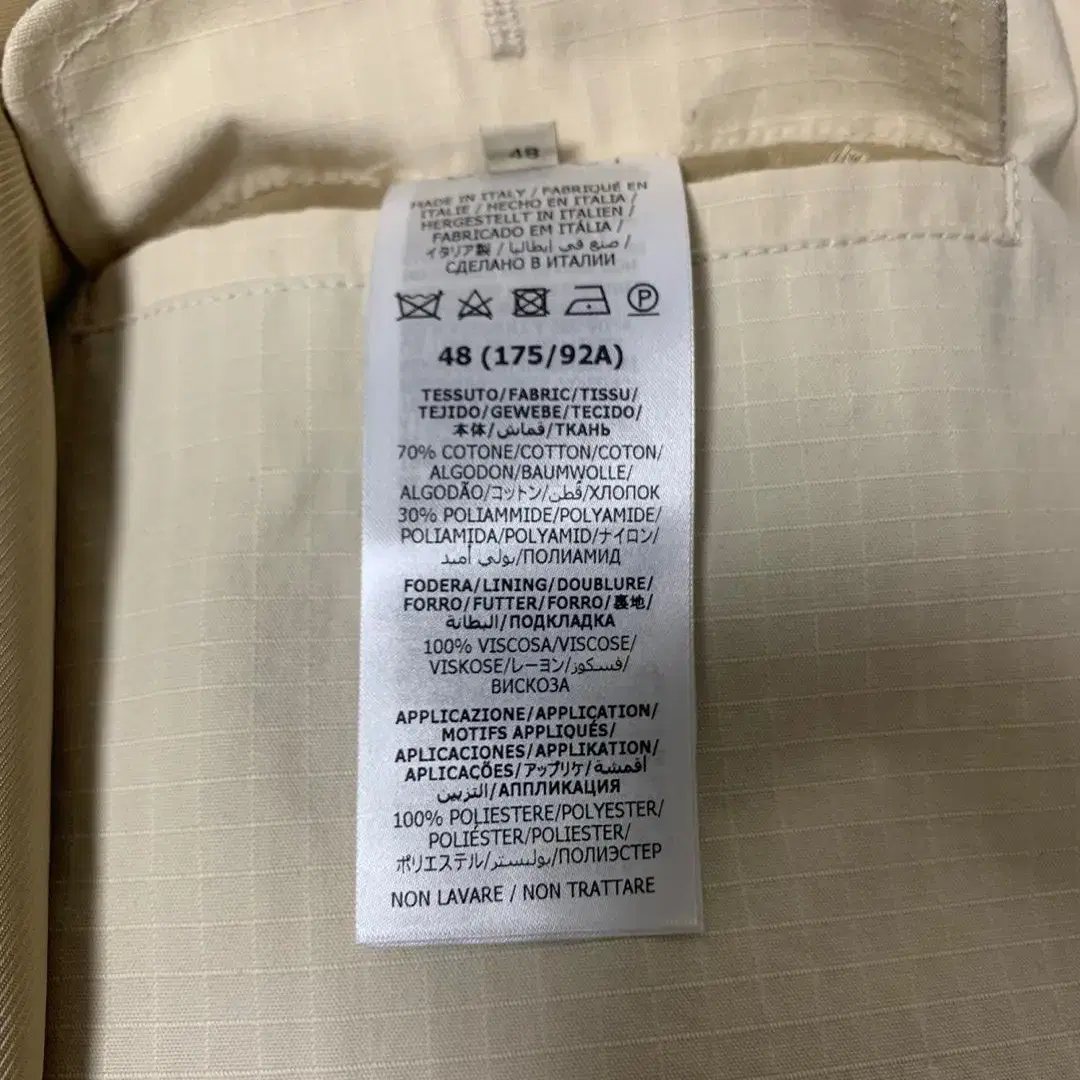 48
MADE IN ITALY / FABRIQUÉ EN
ITALIE / HECHO EN ITALIA /
HERGESTELLT IN ITALIEN /
FABRICADO EM ITÁLIA /
イタリア製 / صنع في إيطاليا /
СДЕЛАНО В ИТАЛИИ
P
48 (175/92A)
TESSUTO/FABRIC/TISSU/
TEJIDO/GEWEBE/TECIDO/
本体/قماش/ТКАНЬ
70% COTONE/COTTON/COTON/
ALGODON/BAUMWOLLE/
ALGODÃO/コットン/قطن/ХЛОПОК
30% POLIAMMIDE/POLYAMIDE/
POLIAMIDA/POLYAMID/ナイロン/
بولي أميد/ПОЛИАМИД
FODERA/LINING/DOUBLURE/
FORRO/FUTTER/FORRO/裏地/
البطانة/ПОДКЛАДКА
100% VISCOSA/VISCOSE/
VISKOSE/レーヨン/فسكوز/
ВИСКОЗА
APPLICAZIONE/APPLICATION/
MOTIFS APPLIQUÉS/
APLICACIONES/APPLIKATION/
APLICAÇÕES/アップリケ/أقمشة
التزيين/АППЛИКАЦИЯ
100% POLIESTERE/POLYESTER/
POLIÉSTER/POLIESTER/
ポリエステル/بوليستر/ПОЛИЭСТЕР
NON LAVARE / NON TRATTARE